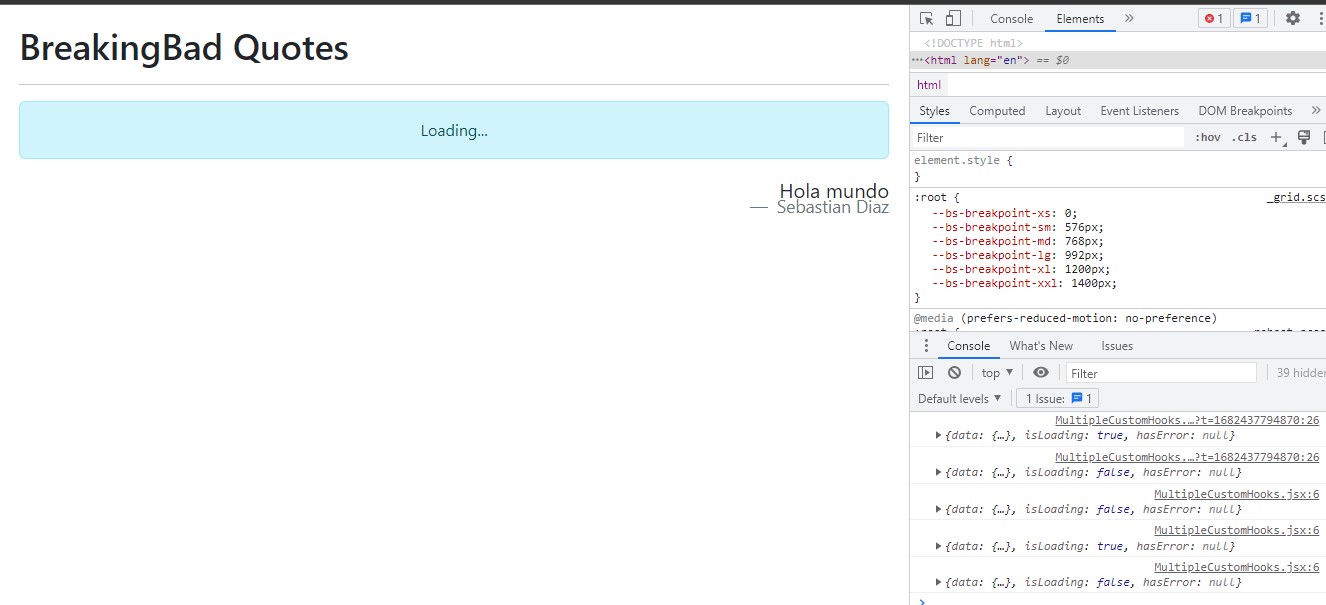 BreakingBad Quotes
Loading...
Hola mundo
— Sebastian Diaz
Console Elements »
1 1
<!DOCTYPE html>
···<html lang="en"> == $0
html
Styles Computed Layout Event Listeners DOM Breakpoints »
Filter :hov .cls +
element.style {
}
:root { _grid.scs
--bs-breakpoint-xs: 0;
--bs-breakpoint-sm: 576px;
--bs-breakpoint-md: 768px;
--bs-breakpoint-lg: 992px;
--bs-breakpoint-xl: 1200px;
--bs-breakpoint-xxl: 1400px;
}
@media (prefers-reduced-motion: no-preference)
Console What's New Issues
top ▼ Filter 39 hidden
Default levels ▼ 1 Issue: 1
MultipleCustomHooks.…?t=1682437794870:26
▶{data: {…}, isLoading: true, hasError: null}
MultipleCustomHooks.…?t=1682437794870:26
▶{data: {…}, isLoading: false, hasError: null}
MultipleCustomHooks.jsx:6
▶{data: {…}, isLoading: false, hasError: null}
MultipleCustomHooks.jsx:6
▶{data: {…}, isLoading: true, hasError: null}
MultipleCustomHooks.jsx:6
▶{data: {…}, isLoading: false, hasError: null}